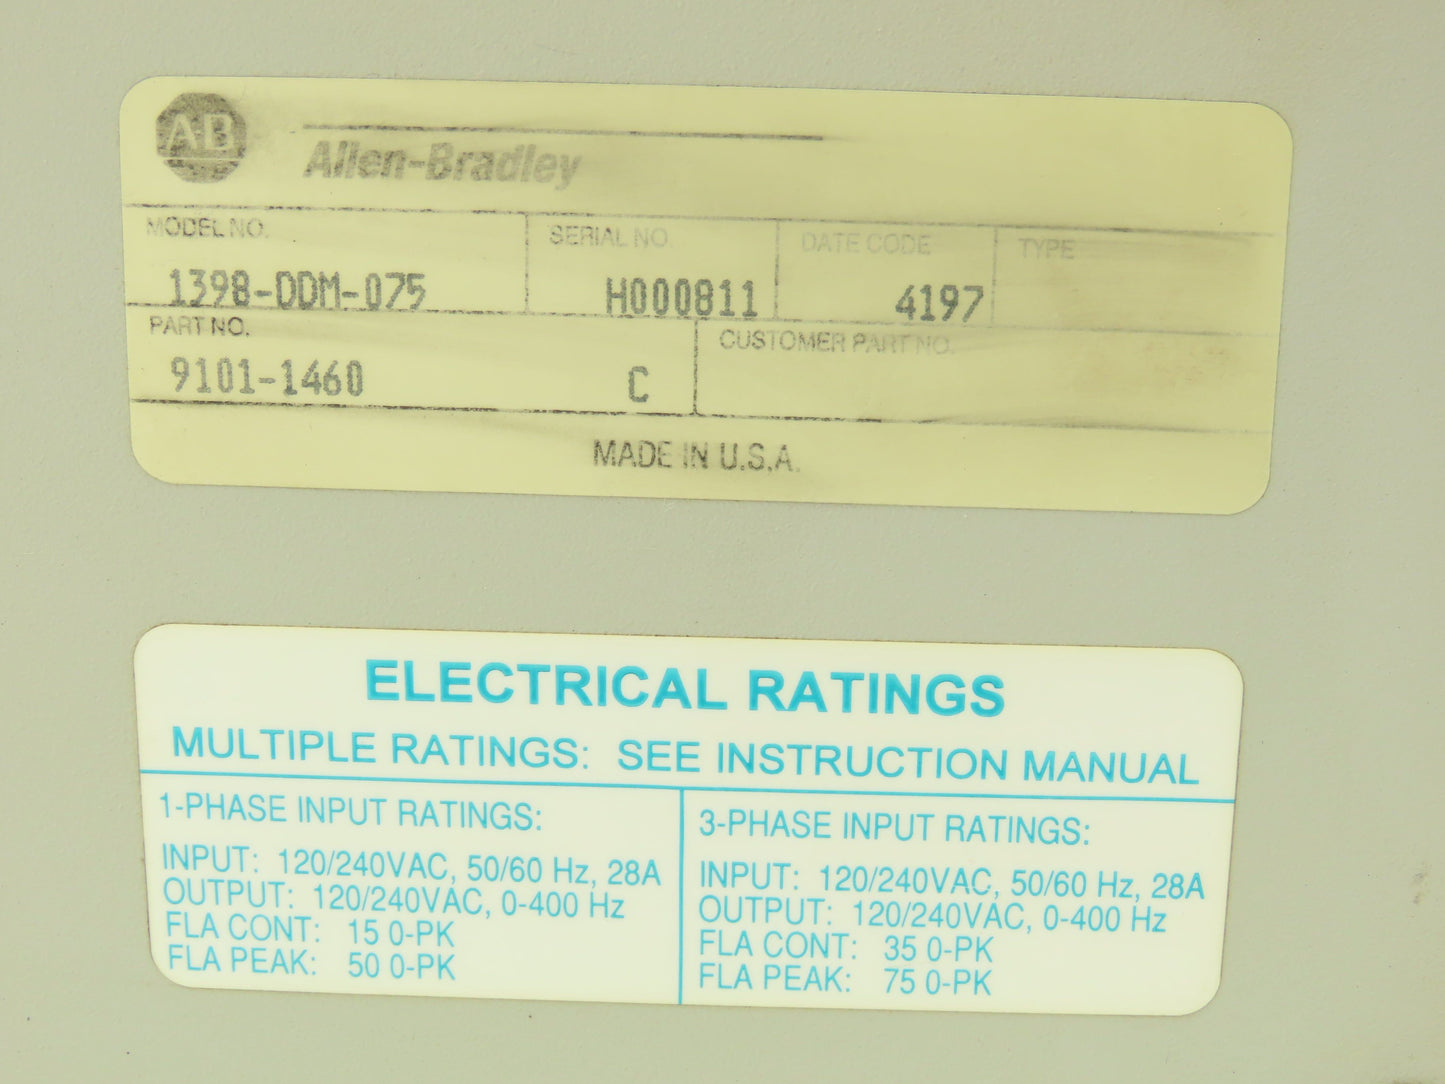 AB
Allen-Bradley
MODEL NO. SERIAL NO. DATE CODE TYPE
1398-DDM-075 H000811 4197
PART NO. CUSTOMER PART NO.
9101-1460 C
MADE IN U.S.A.
ELECTRICAL RATINGS
MULTIPLE RATINGS: SEE INSTRUCTION MANUAL
1-PHASE INPUT RATINGS:
INPUT: 120/240VAC, 50/60 Hz, 28A
OUTPUT: 120/240VAC, 0-400 Hz
FLA CONT: 15 0-PK
FLA PEAK: 50 0-PK
3-PHASE INPUT RATINGS:
INPUT: 120/240VAC, 50/60 Hz, 28A
OUTPUT: 120/240VAC, 0-400 Hz
FLA CONT: 35 0-PK
FLA PEAK: 75 0-PK